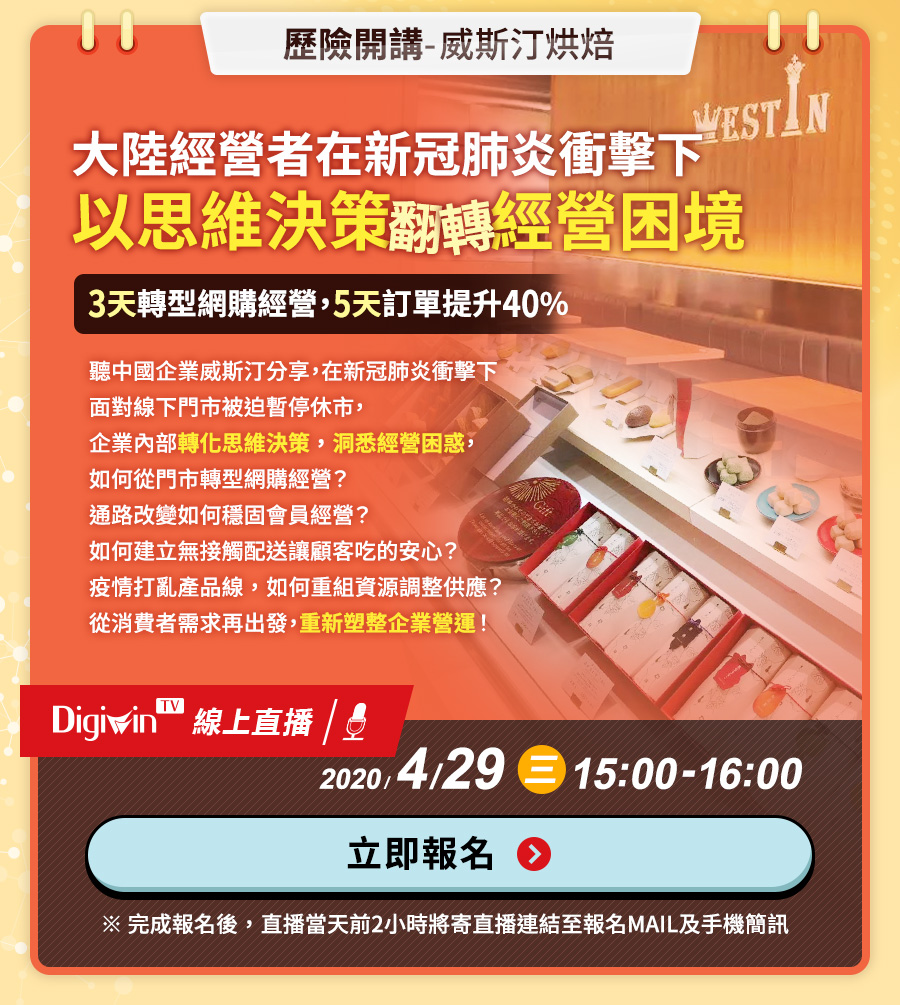 歷險開講-威斯汀烘焙
WESTIN
大陸經營者在新冠肺炎衝擊下
以思維決策翻轉經營困境
3天轉型網購經營,5天訂單提升40%
聽中國企業威斯汀分享,在新冠肺炎衝擊下
面對線下門市被迫暫停休市,
企業內部轉化思維決策,洞悉經營困惑,
如何從門市轉型網購經營?
通路改變如何穩固會員經營?
如何建立無接觸配送讓顧客吃的安心?
疫情打亂產品線,如何重組資源調整供應?
從消費者需求再出發,重新塑整企業營運!
Gift
Digiwin TV 線上直播
2020/4/29 三 15:00-16:00
立即報名
※ 完成報名後,直播當天前2小時將寄直播連結至報名MAIL及手機簡訊